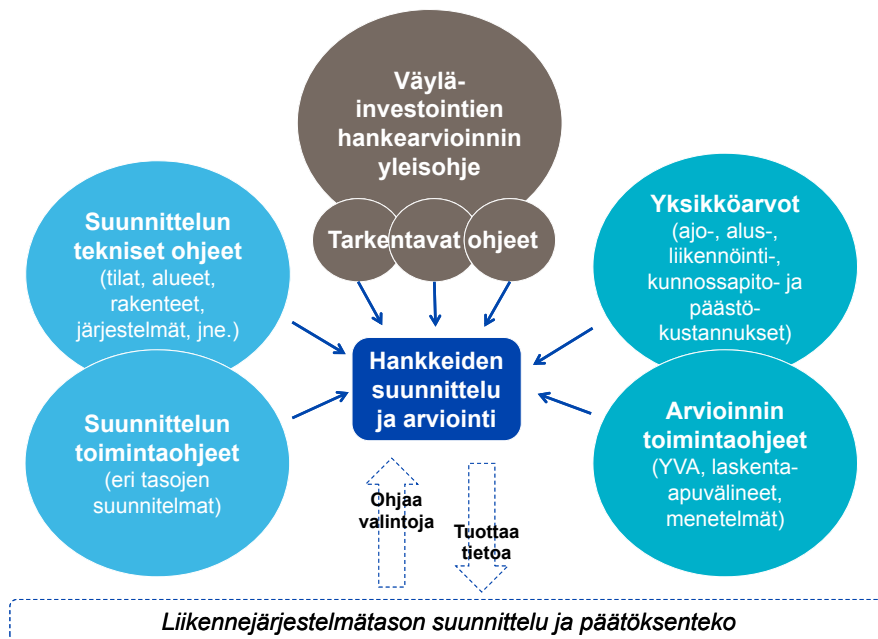 Väylä-
investointien
hankearvioinnin
yleisohje
Tarkentavat ohjeet
Suunnittelun
tekniset ohjeet
(tilat, alueet,
rakenteet,
järjestelmät, jne.)
Yksikköarvot
(ajo-, alus-,
liikennöinti-,
kunnossapito- ja
päästö-
kustannukset)
Hankkeiden
suunnittelu
ja arviointi
Suunnittelun
toimintaohjeet
(eri tasojen
suunnitelmat)
Arvioinnin
toimintaohjeet
(YVA, laskenta-
apuvälineet,
menetelmät)
Ohjaa
valintoja
Tuottaa
tietoa
Liikennejärjestelmätason suunnittelu ja päätöksenteko